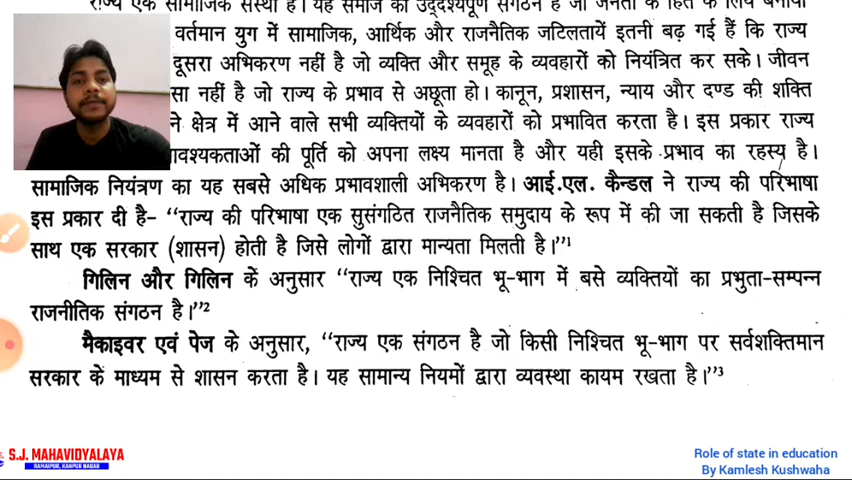 राज्य एक सामाजिक संस्था है। यह समाज का उद्देश्यपूर्ण संगठन है जो जनता के हित के लिये बनाया
वर्तमान युग में सामाजिक, आर्थिक और राजनैतिक जटिलतायें इतनी बढ़ गई हैं कि राज्य
दूसरा अभिकरण नहीं है जो व्यक्ति और समूह के व्यवहारों को नियंत्रित कर सके। जीवन
सा नहीं है जो राज्य के प्रभाव से अछूता हो। कानून, प्रशासन, न्याय और दण्ड की शक्ति
ने क्षेत्र में आने वाले सभी व्यक्तियों के व्यवहारों को प्रभावित करता है। इस प्रकार राज्य
वश्यकताओं की पूर्ति को अपना लक्ष्य मानता है और यही इसके प्रभाव का रहस्य है।
सामाजिक नियंत्रण का यह सबसे अधिक प्रभावशाली अभिकरण है। आई.एल. कैन्डल ने राज्य की परिभाषा
इस प्रकार दी है- “राज्य की परिभाषा एक सुसंगठित राजनैतिक समुदाय के रूप में की जा सकती है जिसके
साथ एक सरकार (शासन) होती है जिसे लोगों द्वारा मान्यता मिलती है।”¹
गिलिन और गिलिन के अनुसार “राज्य एक निश्चित भू-भाग में बसे व्यक्तियों का प्रभुता-सम्पन्न
राजनीतिक संगठन है।”²
मैकाइवर एवं पेज के अनुसार, “राज्य एक संगठन है जो किसी निश्चित भू-भाग पर सर्वशक्तिमान
सरकार के माध्यम से शासन करता है। यह सामान्य नियमों द्वारा व्यवस्था कायम रखता है।”³
S.J. MAHAVIDYALAYA
RAMAIPUR, KANPUR NAGAR
Role of state in education
By Kamlesh Kushwaha